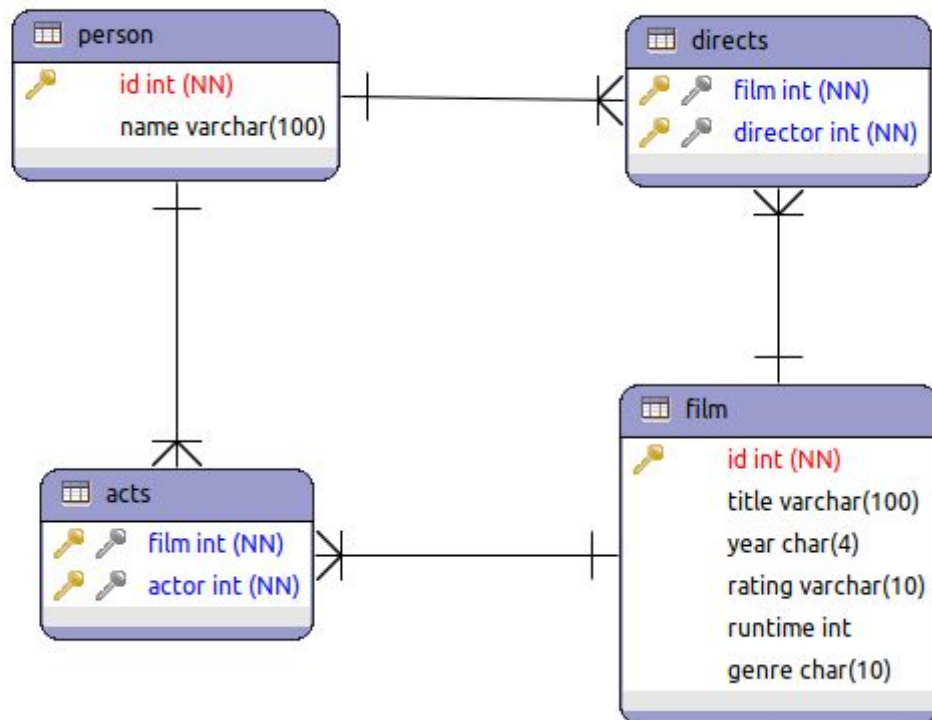 person
id int (NN)
name varchar(100)
directs
film int (NN)
director int (NN)
acts
film int (NN)
actor int (NN)
film
id int (NN)
title varchar(100)
year char(4)
rating varchar(10)
runtime int
genre char(10)